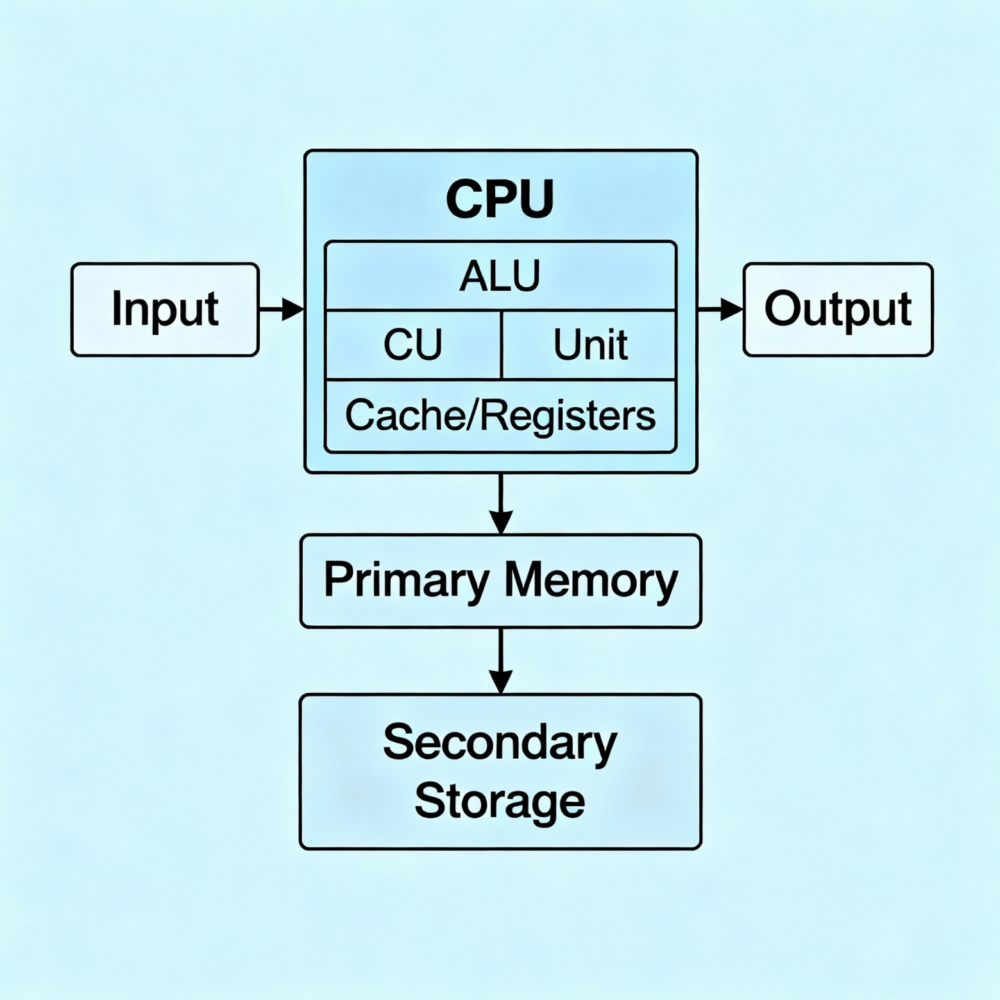 CPU
ALU
Input
Output
CU
Unit
Cache/Registers
Primary Memory
Secondary
Storage